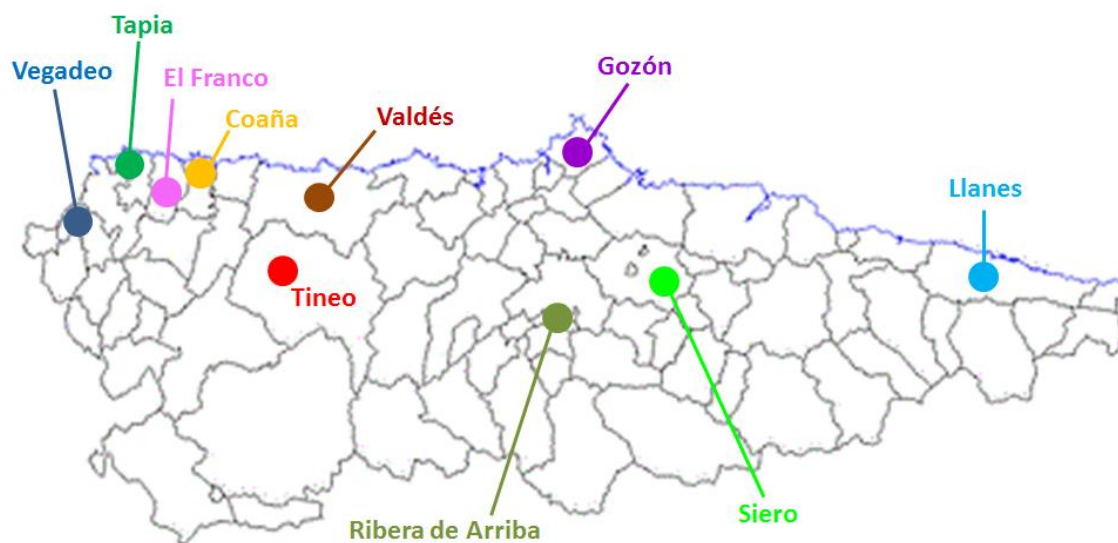 Tapia
Vegadeo
El Franco
Coaña
Valdés
Gozón
Llanes
Tineo
Ribera de Arriba
Siero